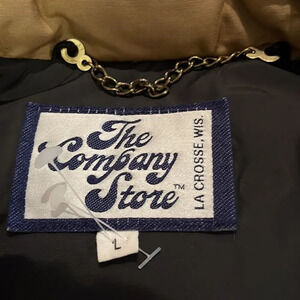 The
Company
Store™
LA CROSSE, WIS.
L